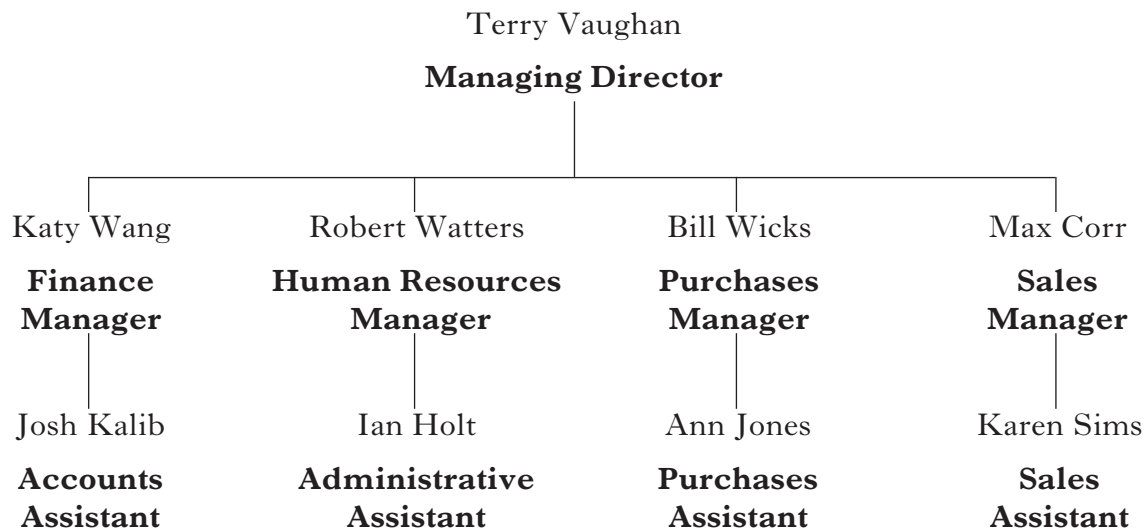 Terry Vaughan
Managing Director
Katy Wang
Finance
Manager
Robert Watters
Human Resources
Manager
Bill Wicks
Purchases
Manager
Max Corr
Sales
Manager
Josh Kalib
Accounts
Assistant
Ian Holt
Administrative
Assistant
Ann Jones
Purchases
Assistant
Karen Sims
Sales
Assistant